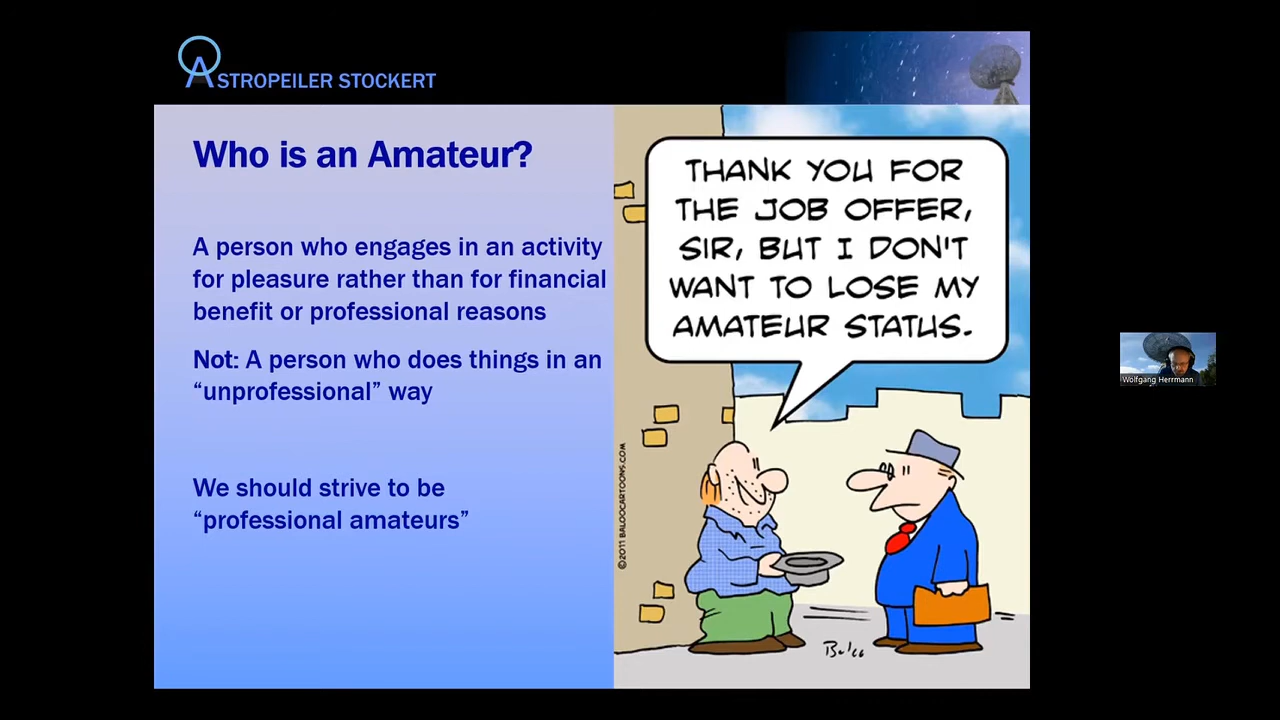 ASTROPEILER STOCKERT
Who is an Amateur?
A person who engages in an activity
for pleasure rather than for financial
benefit or professional reasons
Not: A person who does things in an
“unprofessional” way
We should strive to be
“professional amateurs”
THANK YOU FOR
THE JOB OFFER,
SIR, BUT I DON'T
WANT TO LOSE MY
AMATEUR STATUS.
©2011 BALOOCARTOONS.COM
Baloo
Wolfgang Herrmann